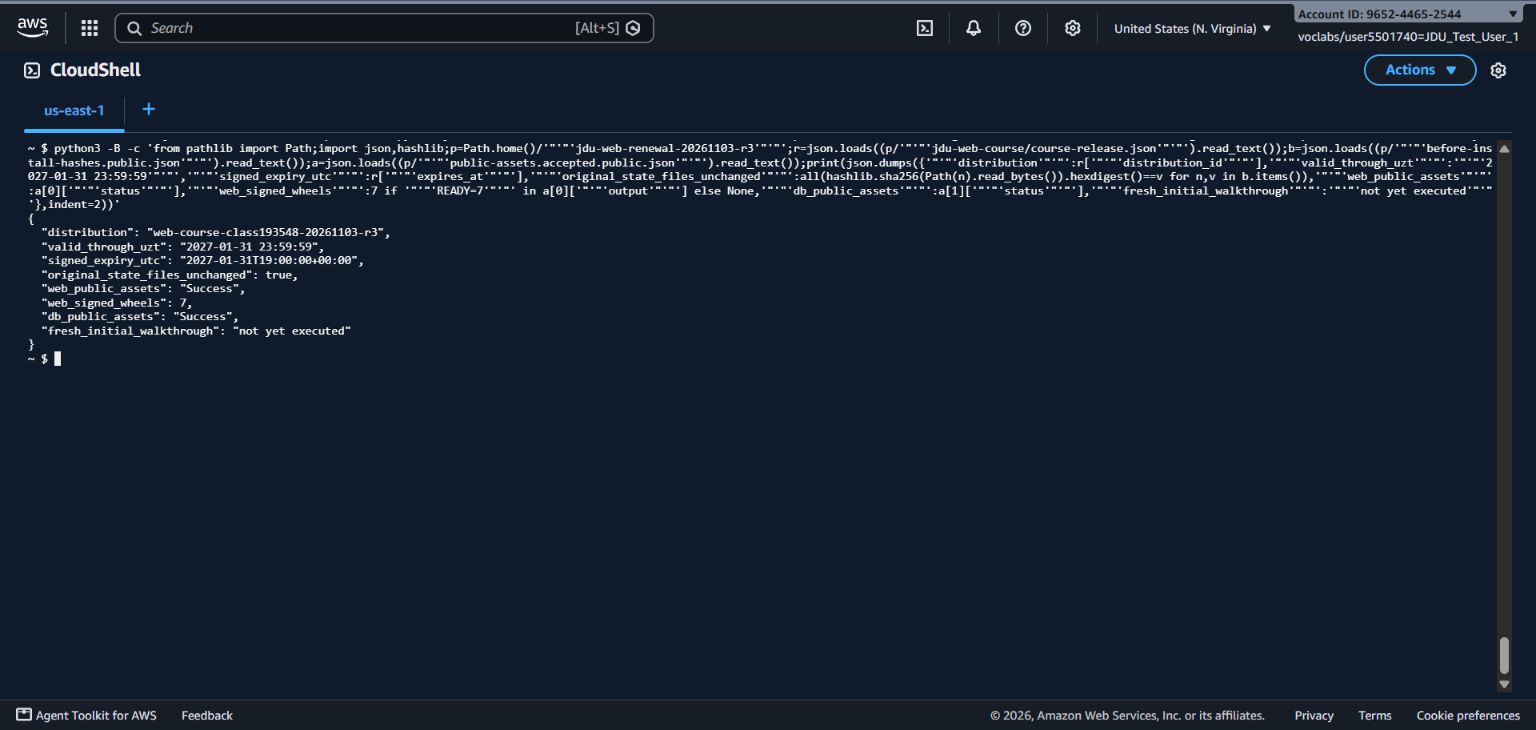 aws
Search
[Alt+S]
United States (N. Virginia)
Account ID: 9652-4465-2544
voclabs/user5501740=JDU_Test_User_1
CloudShell
Actions
us-east-1
+
~ $ python3 -B -c 'from pathlib import Path;import json,hashlib;p=Path.home()/'"'"'jdu-web-renewal-20261103-r3'"'"';r=json.loads((p/'"'"'jdu-web-course/course-release.json'"'"').read_text());b=json.loads((p/'"'"'before-ins
tall-hashes.public.json'"'"').read_text());a=json.loads((p/'"'"'public-assets.accepted.public.json'"'"').read_text());print(json.dumps({'"'"'distribution'"'"':r['"'"'distribution_id'"'"'],'"'"'valid_through_uzt'"'"':'"'"'2
027-01-31 23:59:59'"'"','"'"'signed_expiry_utc'"'"':r['"'"'expires_at'"'"'],'"'"'original_state_files_unchanged'"'"':all(hashlib.sha256(Path(n).read_bytes()).hexdigest()==v for n,v in b.items()),'"'"'web_public_assets'"'"'
:a[0]['"'"'status'"'"'],'"'"'web_signed_wheels'"'"':7 if '"'"'READY=7'"'"' in a[0]['"'"'output'"'"'] else None,'"'"'db_public_assets'"'"':a[1]['"'"'status'"'"'],'"'"'fresh_initial_walkthrough'"'"':'"'"'not yet executed'"'"
'},indent=2))'
{
  "distribution": "web-course-class193548-20261103-r3",
  "valid_through_uzt": "2027-01-31 23:59:59",
  "signed_expiry_utc": "2027-01-31T19:00:00+00:00",
  "original_state_files_unchanged": true,
  "web_public_assets": "Success",
  "web_signed_wheels": 7,
  "db_public_assets": "Success",
  "fresh_initial_walkthrough": "not yet executed"
}
~ $
Agent Toolkit for AWS
Feedback
© 2026, Amazon Web Services, Inc. or its affiliates.
Privacy
Terms
Cookie preferences